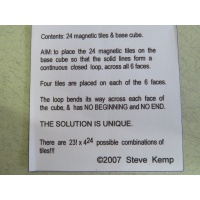 Contents: 24 magnetic tiles & base cube.
AIM: to place the 24 magnetic tiles on the
base cube so that the solid lines form a
continuous closed loop, across all 6 faces.
Four tiles are placed on each of the 6 faces.
The loop bends its way across each face
of the cube, & has NO BEGINNING and NO END.
THE SOLUTION IS UNIQUE.
There are 23! x 4²⁴ possible combinations of
tiles!!!
©2007 Steve Kemp